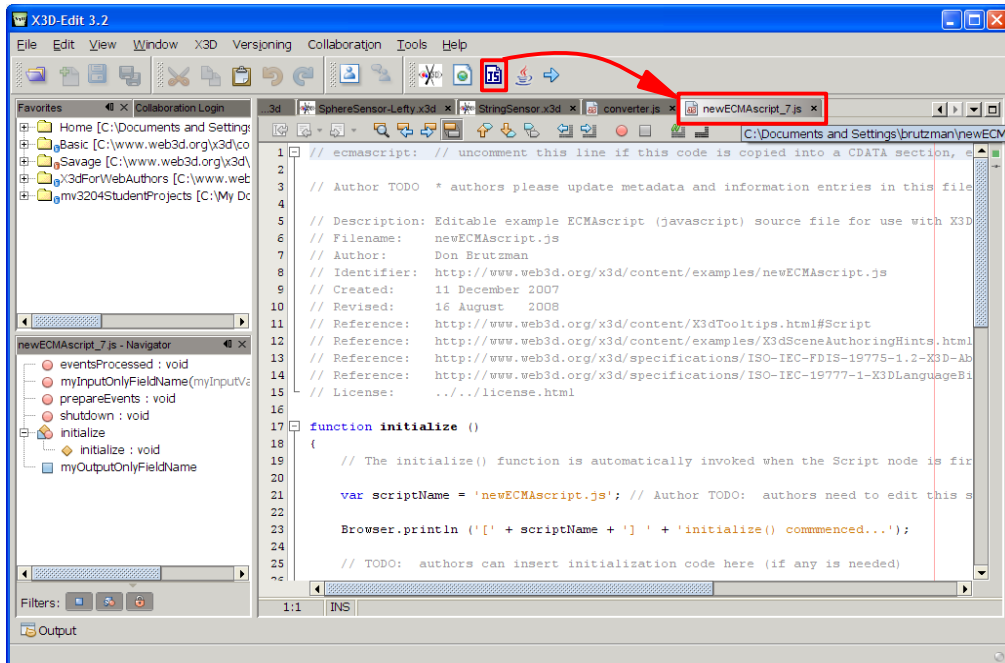 X3D-Edit 3.2
File Edit View Window X3D Versioning Collaboration Tools Help
JS
Favorites
Collaboration Login
Home [C:\Documents and Settings
Basic [C:\www.web3d.org\x3d\co
Savage [C:\www.web3d.org\x3d\
X3dForWebAuthors [C:\www.web
mv3204StudentProjects [C:\My Do
...3d SphereSensor-Lefty.x3d StringSensor.x3d converter.js newECMAscript_7.js
C:\Documents and Settings\brutzman\newECM
1 // ecmascript: // uncomment this line if this code is copied into a CDATA section, e
2
3 // Author TODO * authors please update metadata and information entries in this file
4
5 // Description: Editable example ECMAscript (javascript) source file for use with X3D
6 // Filename: newECMAscript.js
7 // Author: Don Brutzman
8 // Identifier: http://www.web3d.org/x3d/content/examples/newECMAscript.js
9 // Created: 11 December 2007
10 // Revised: 16 August 2008
11 // Reference: http://www.web3d.org/x3d/content/X3dTooltips.html#Script
12 // Reference: http://www.web3d.org/x3d/content/examples/X3dSceneAuthoringHints.html
13 // Reference: http://www.web3d.org/x3d/specifications/ISO-IEC-FDIS-19775-1.2-X3D-Ab
14 // Reference: http://www.web3d.org/x3d/specifications/ISO-IEC-19777-1-X3DLanguageBi
15 // License: ../../license.html
16
17 function initialize ()
18 {
19 // The initialize() function is automatically invoked when the Script node is fir
20
21 var scriptName = 'newECMAscript.js'; // Author TODO: authors need to edit this s
22
23 Browser.println ('[' + scriptName + '] ' + 'initialize() commmenced...');
24
25 // TODO: authors can insert initialization code here (if any is needed)
26
newECMAscript_7.js - Navigator
eventsProcessed : void
myInputOnlyFieldName(myInputVa
prepareEvents : void
shutdown : void
initialize
initialize : void
myOutputOnlyFieldName
Filters:
1:1 INS
Output